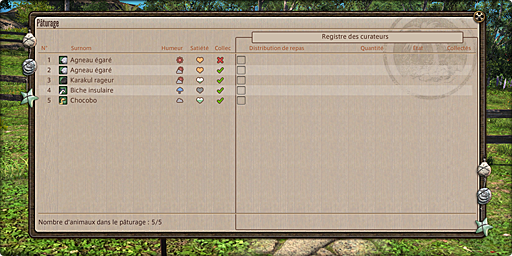 Pâturage
Registre des curateurs
N° Surnom Humeur Satiété Collec Distribution de repas Quantité État Collectés
1 Agneau égaré
2 Agneau égaré
3 Karakul rageur
4 Biche insulaire
5 Chocobo
Nombre d'animaux dans le pâturage : 5/5